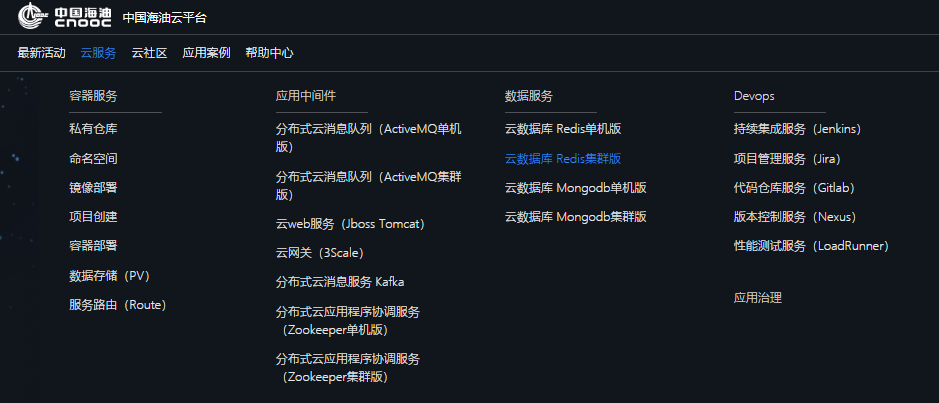 中国海油
CNOOC
中国海油云平台
最新活动 云服务 云社区 应用案例 帮助中心
容器服务
私有仓库
命名空间
镜像部署
项目创建
容器部署
数据存储（PV）
服务路由（Route）
应用中间件
分布式云消息队列（ActiveMQ单机
版）
分布式云消息队列（ActiveMQ集群
版）
云web服务（Jboss Tomcat）
云网关（3Scale）
分布式云消息服务 Kafka
分布式云应用程序协调服务
（Zookeeper单机版）
分布式云应用程序协调服务
（Zookeeper集群版）
数据服务
云数据库 Redis单机版
云数据库 Redis集群版
云数据库 Mongodb单机版
云数据库 Mongodb集群版
Devops
持续集成服务（Jenkins）
项目管理服务（Jira）
代码仓库服务（Gitlab）
版本控制服务（Nexus）
性能测试服务（LoadRunner）
应用治理